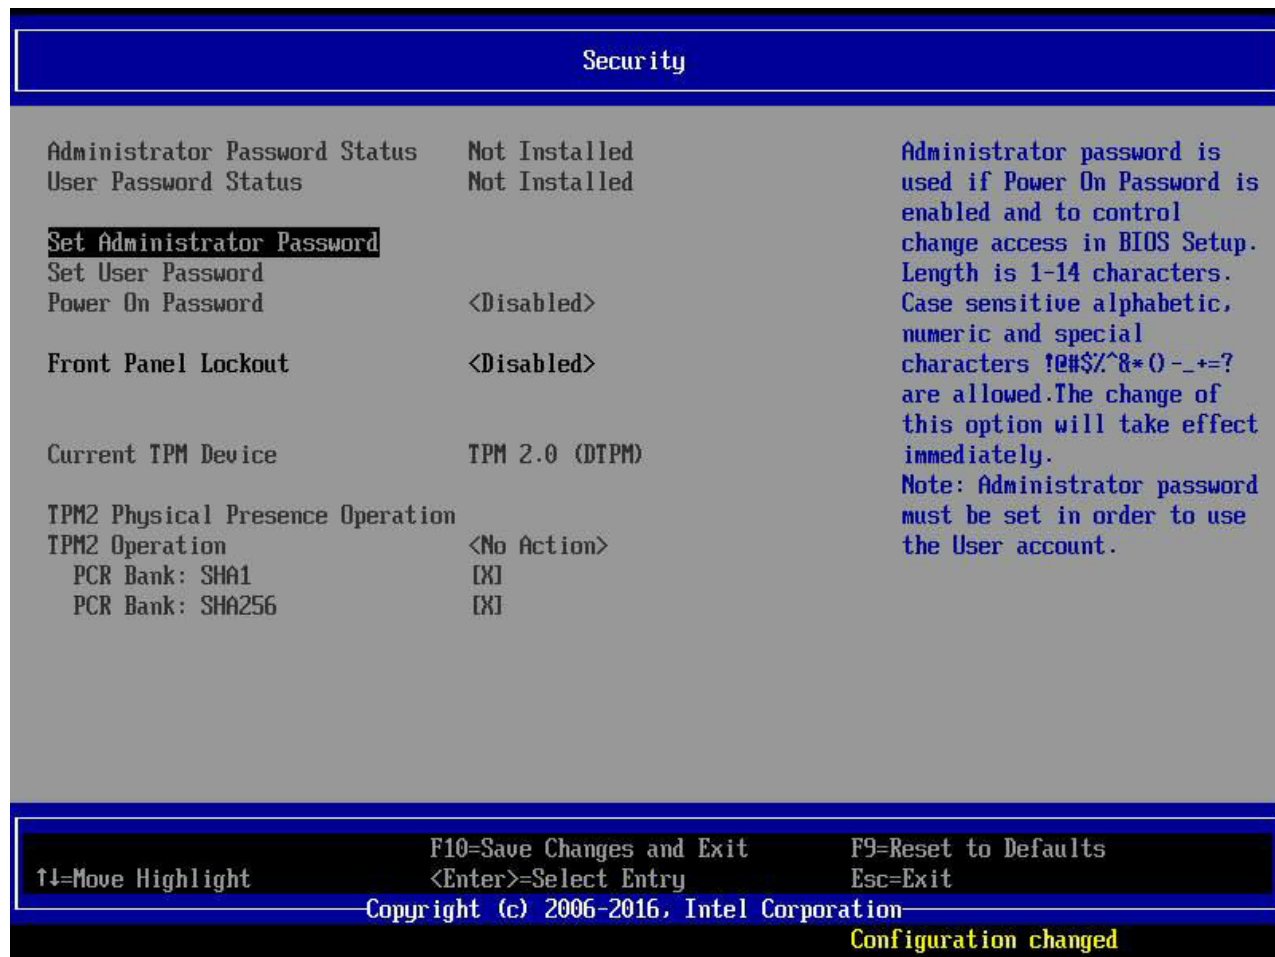 Security
Administrator Password Status Not Installed
User Password Status Not Installed
Set Administrator Password
Set User Password
Power On Password <Disabled>
Front Panel Lockout <Disabled>
Current TPM Device TPM 2.0 (DTPM)
TPM2 Physical Presence Operation
TPM2 Operation <No Action>
PCR Bank: SHA1 [X]
PCR Bank: SHA256 [X]
Administrator password is
used if Power On Password is
enabled and to control
change access in BIOS Setup.
Length is 1-14 characters.
Case sensitive alphabetic,
numeric and special
characters !@#$%^&*()-_+=?
are allowed.The change of
this option will take effect
immediately.
Note: Administrator password
must be set in order to use
the User account.
F10=Save Changes and Exit F9=Reset to Defaults
↑↓=Move Highlight <Enter>=Select Entry Esc=Exit
Copyright (c) 2006-2016, Intel Corporation
Configuration changed